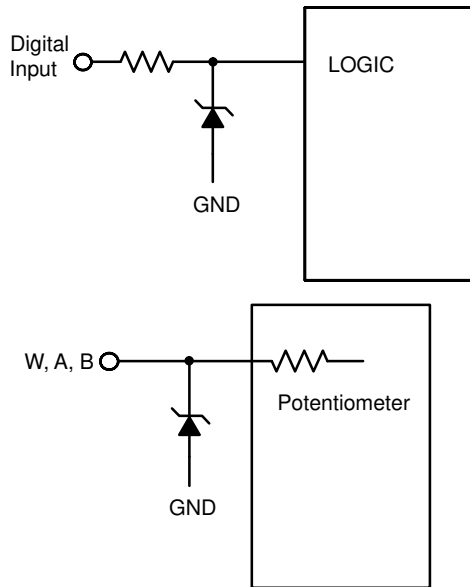 Digital
Input
LOGIC
GND
W, A, B
Potentiometer
GND